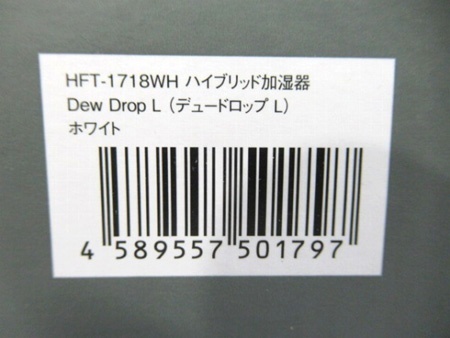 HFT-1718WH ハイブリッド加湿器
Dew Drop L (デュードロップ L)
ホワイト
4 589557 501797